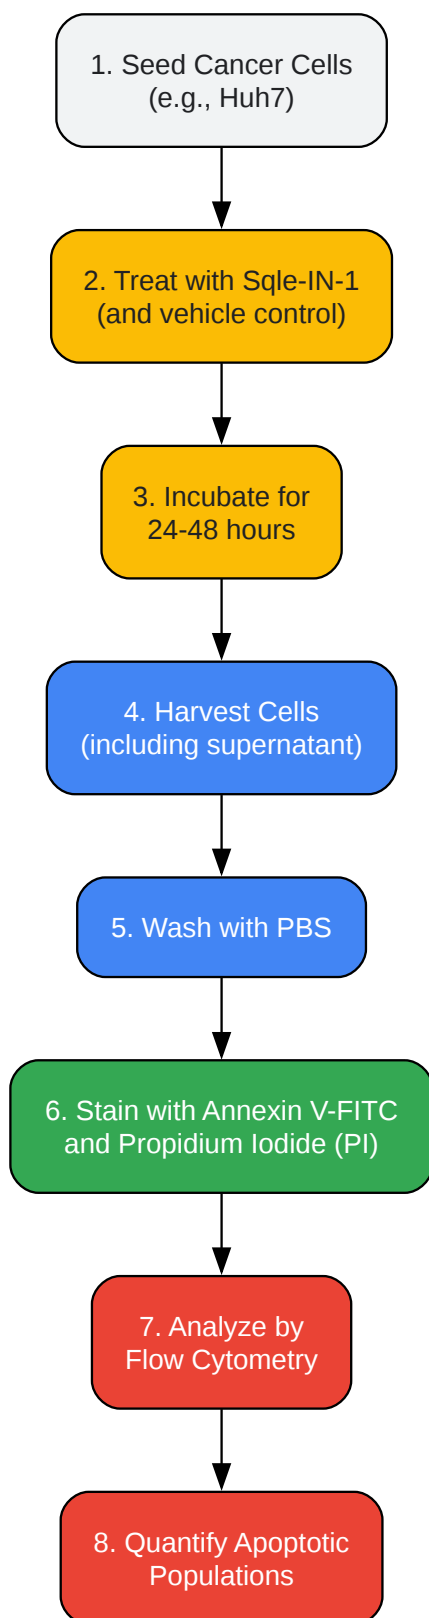 1. Seed Cancer Cells
(e.g., Huh7)
2. Treat with Sqle-IN-1
(and vehicle control)
3. Incubate for
24-48 hours
4. Harvest Cells
(including supernatant)
5. Wash with PBS
6. Stain with Annexin V-FITC
and Propidium Iodide (PI)
7. Analyze by
Flow Cytometry
8. Quantify Apoptotic
Populations